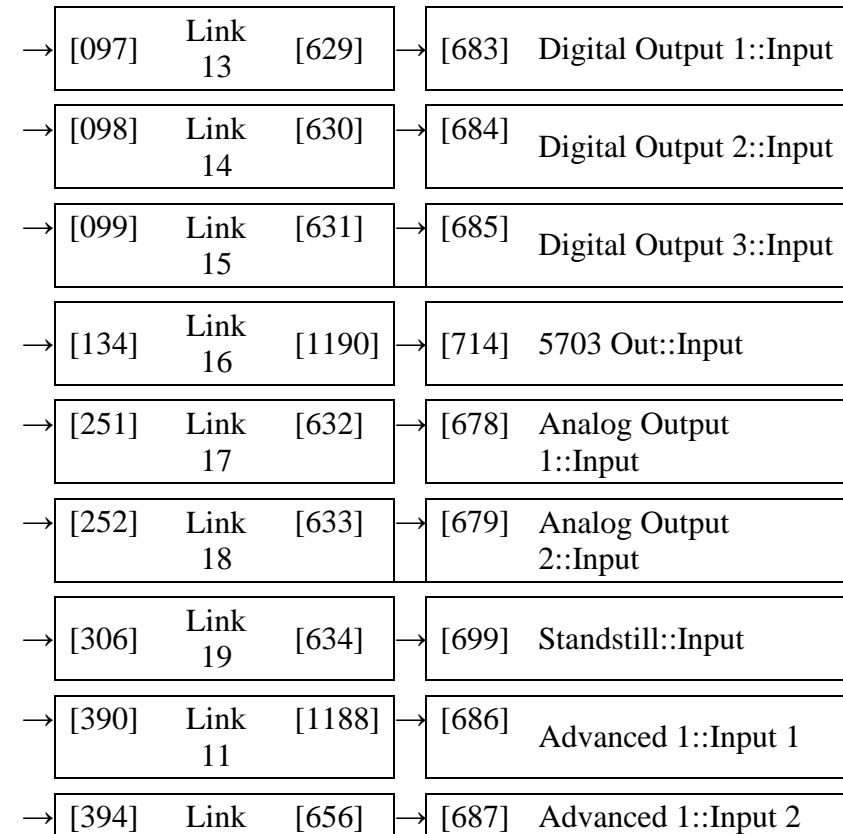 → [097] Link 13 [629] → [683] Digital Output 1::Input
→ [098] Link 14 [630] → [684] Digital Output 2::Input
→ [099] Link 15 [631] → [685] Digital Output 3::Input
→ [134] Link 16 [1190] → [714] 5703 Out::Input
→ [251] Link 17 [632] → [678] Analog Output 1::Input
→ [252] Link 18 [633] → [679] Analog Output 2::Input
→ [306] Link 19 [634] → [699] Standstill::Input
→ [390] Link 11 [1188] → [686] Advanced 1::Input 1
→ [394] Link [656] → [687] Advanced 1::Input 2